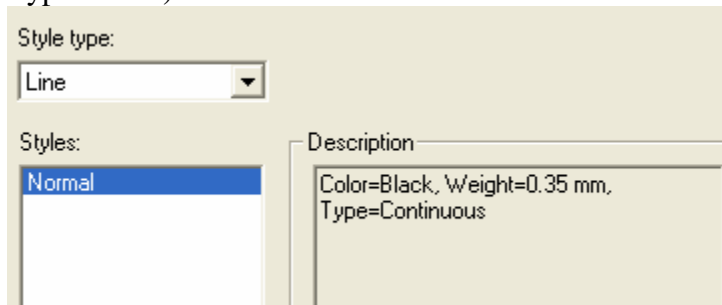 Style type:
Line
Styles:
Description
Normal
Color=Black, Weight=0.35 mm,
Type=Continuous